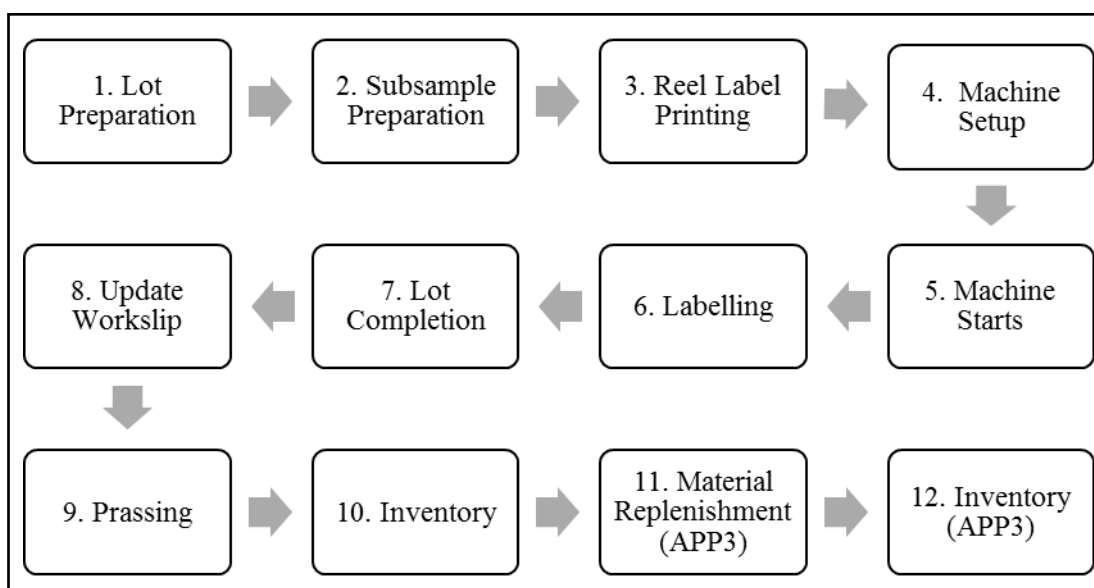 1. Lot
Preparation
2. Subsample
Preparation
3. Reel Label
Printing
4. Machine
Setup
5. Machine
Starts
6. Labelling
7. Lot
Completion
8. Update
Workslip
9. Prassing
10. Inventory
11. Material
Replenishment
(APP3)
12. Inventory
(APP3)